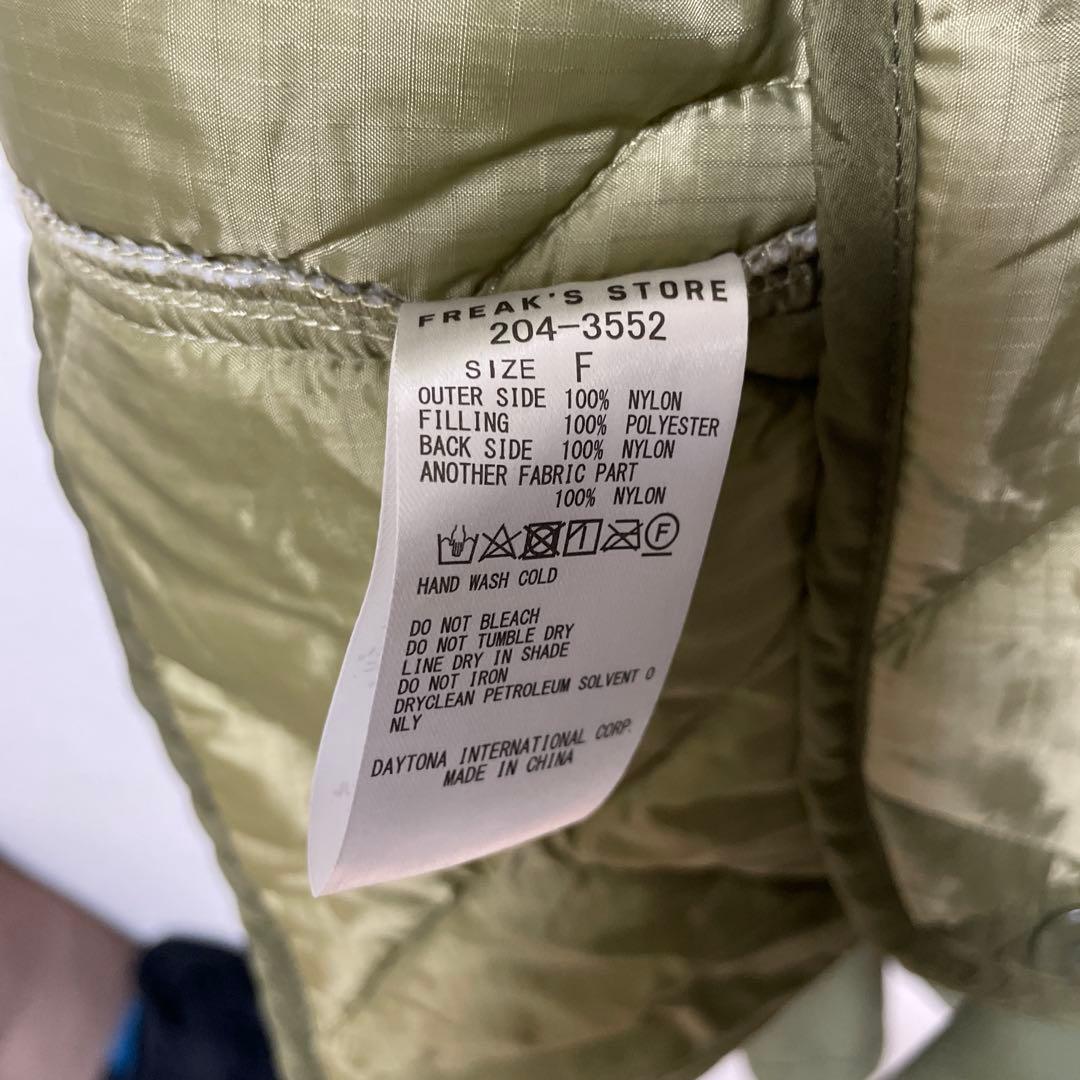 FREAK'S STORE
204-3552
SIZE F
OUTER SIDE 100% NYLON
FILLING 100% POLYESTER
BACK SIDE 100% NYLON
ANOTHER FABRIC PART
100% NYLON
F
HAND WASH COLD
DO NOT BLEACH
DO NOT TUMBLE DRY
LINE DRY IN SHADE
DO NOT IRON
DRYCLEAN PETROLEUM SOLVENT O
NLY
DAYTONA INTERNATIONAL CORP.
MADE IN CHINA